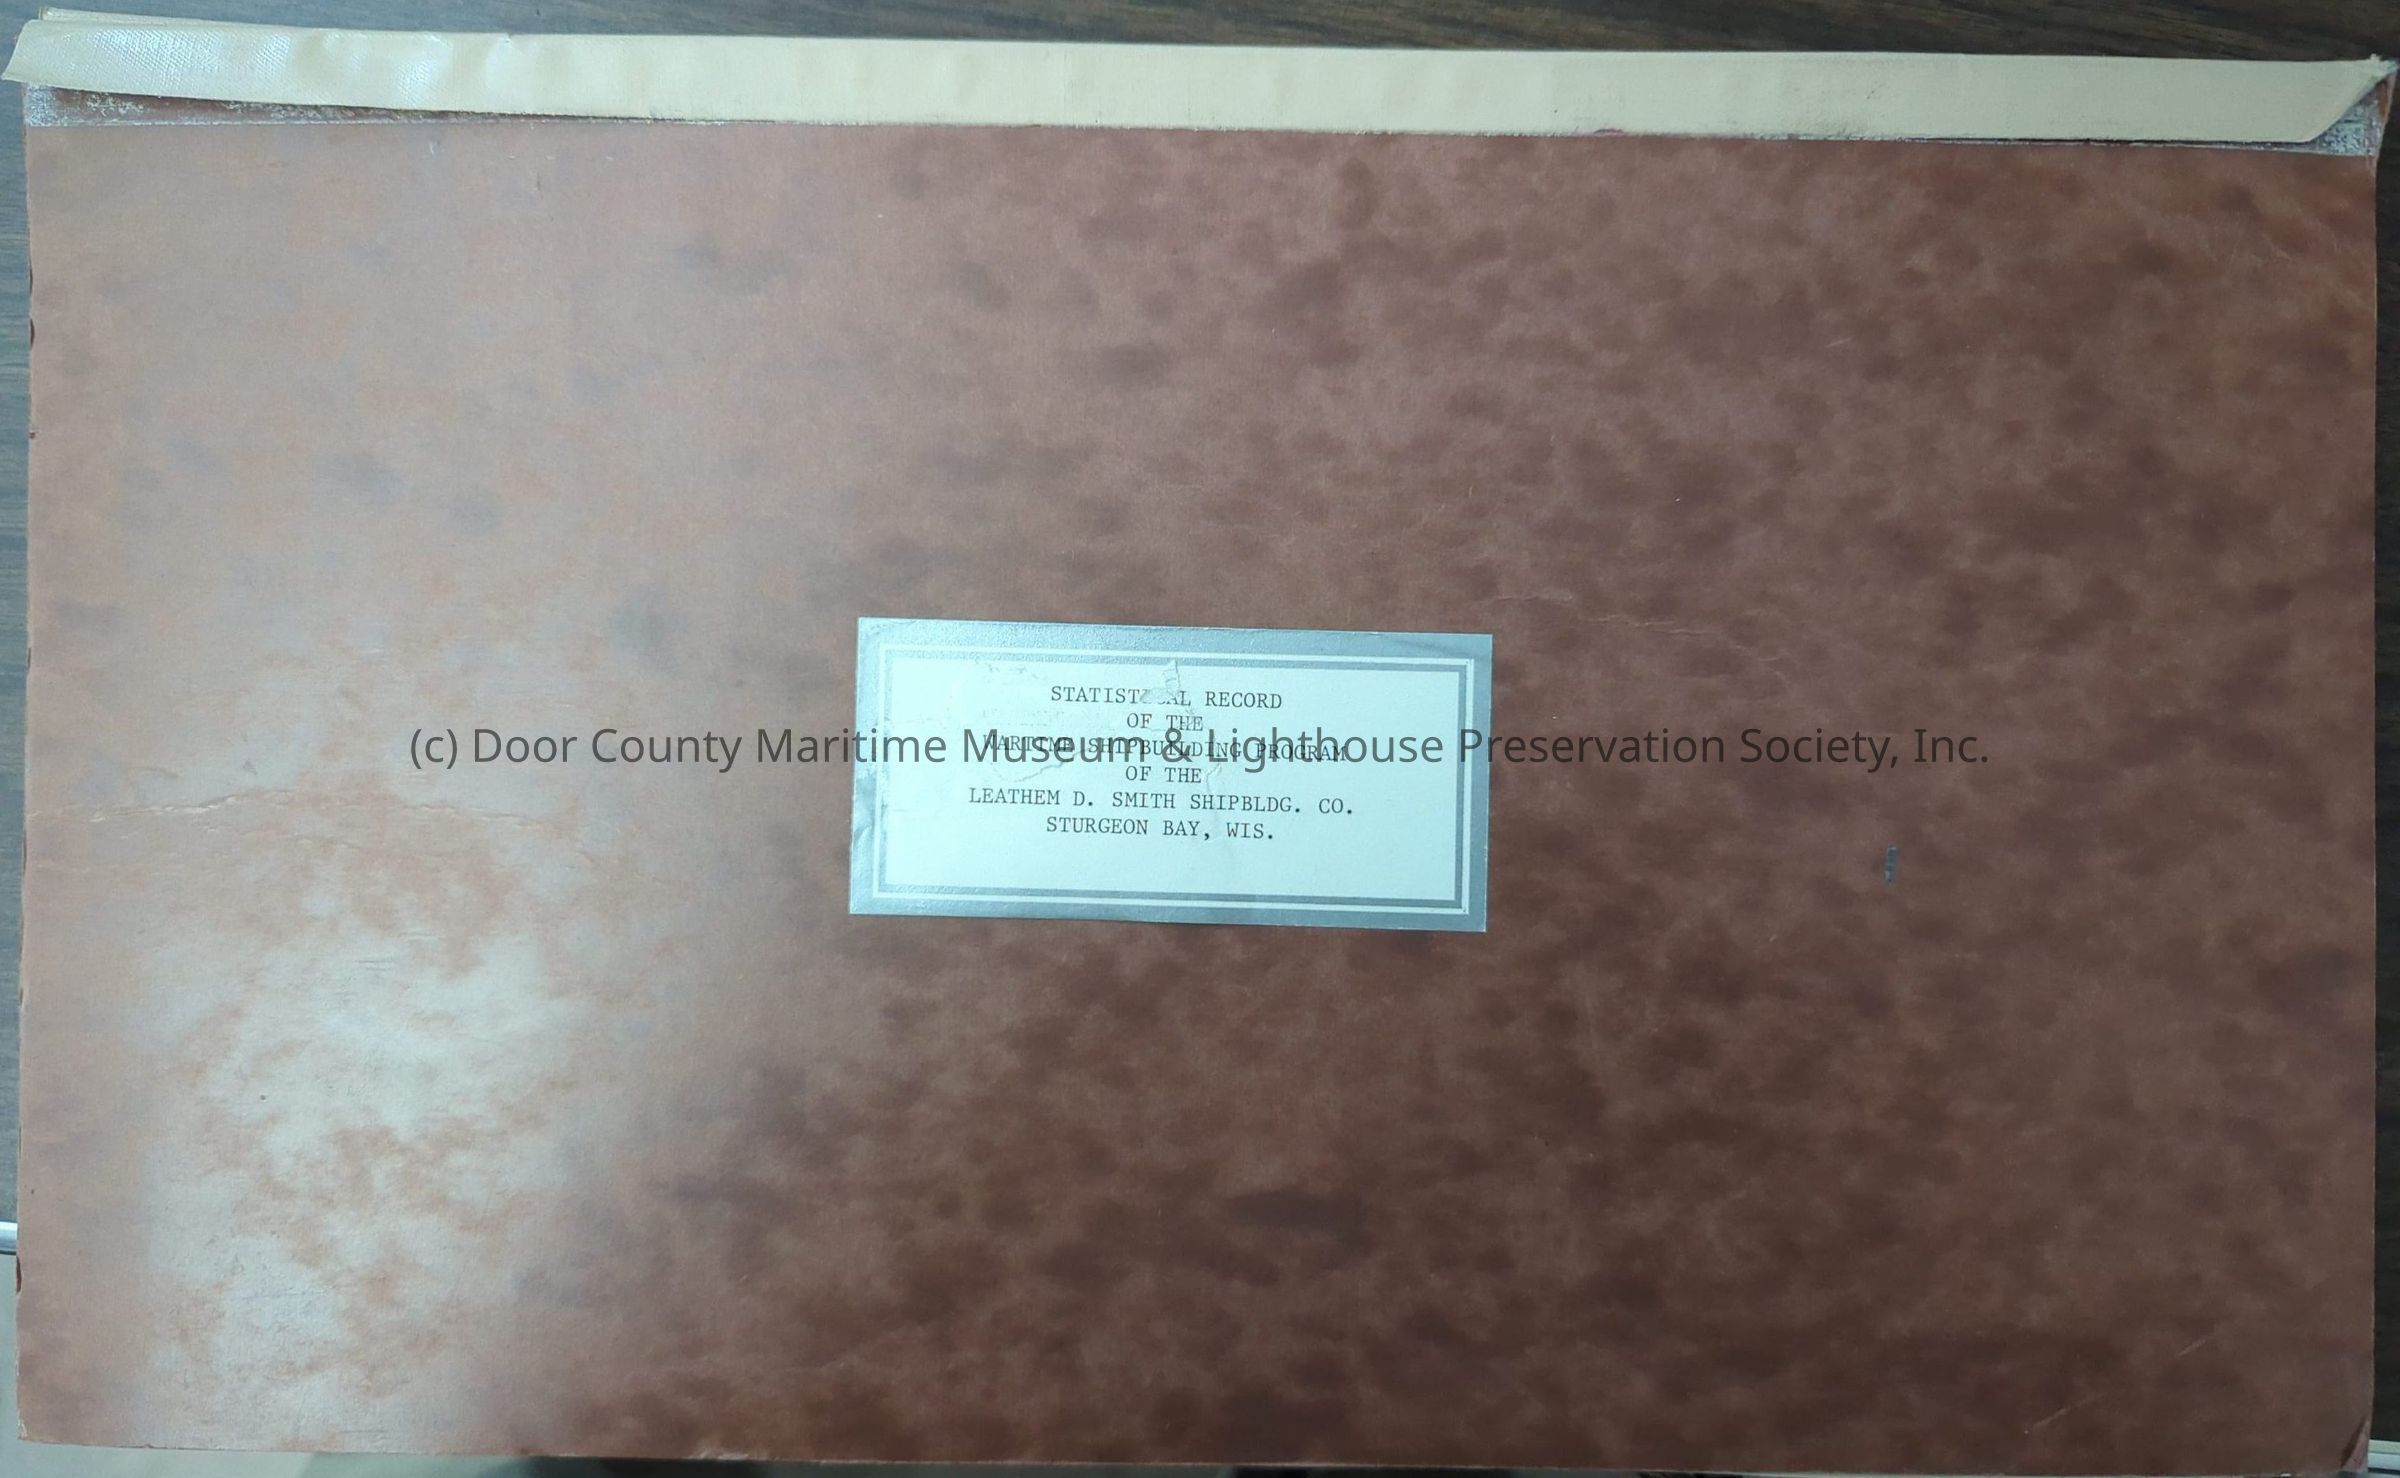 STATISTICAL RECORD
OF THE
WARTIME SHIPBUILDING PROGRAM
(c) Door County Maritime Museum & Lighthouse Preservation Society, Inc.
OF THE
LEATHEM D. SMITH SHIPBLDG. CO.
STURGEON BAY, WIS.